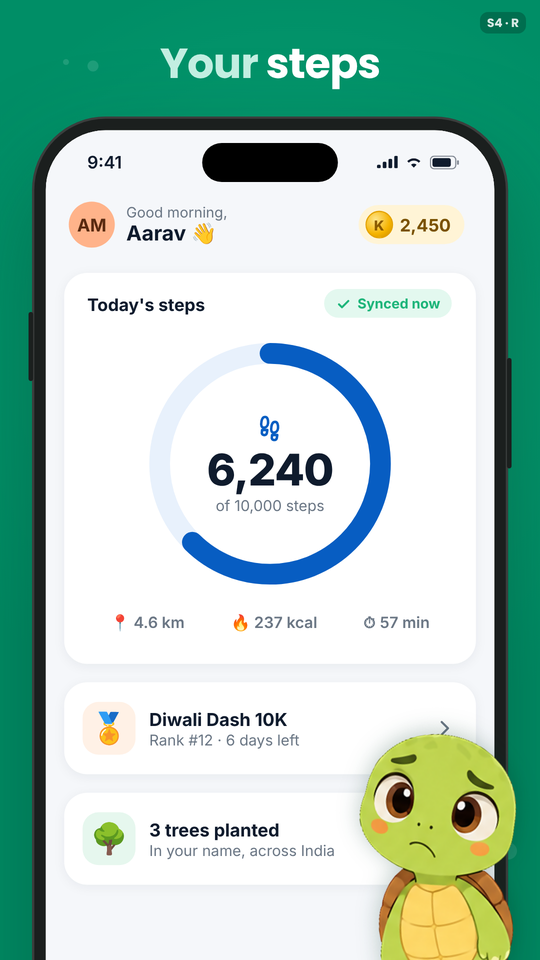 S4 · R
Your steps
9:41
AM
Good morning,
Aarav 👋
K 2,450
Today's steps
✓ Synced now
6,240
of 10,000 steps
📍 4.6 km
🔥 237 kcal
⏱ 57 min
Diwali Dash 10K
Rank #12 · 6 days left
3 trees planted
In your name, across India